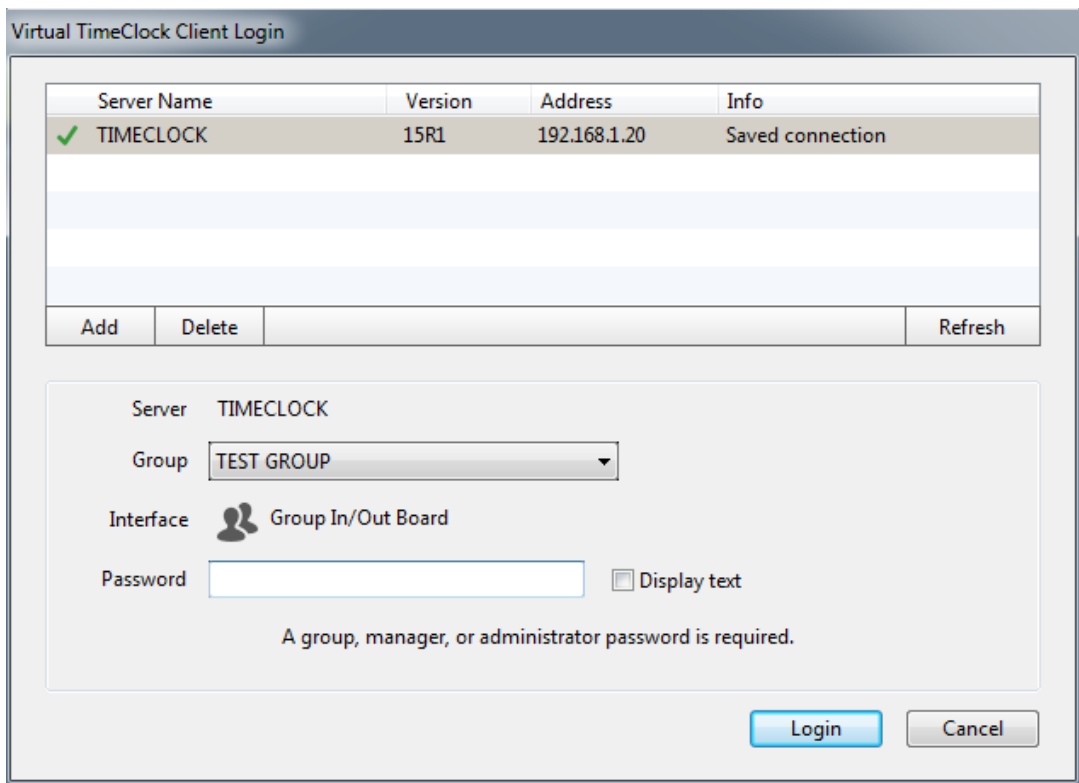 Virtual TimeClock Client Login
Server Name Version Address Info
TIMECLOCK 15R1 192.168.1.20 Saved connection
Add Delete Refresh
Server TIMECLOCK
Group TEST GROUP
Interface Group In/Out Board
Password Display text
A group, manager, or administrator password is required.
Login Cancel